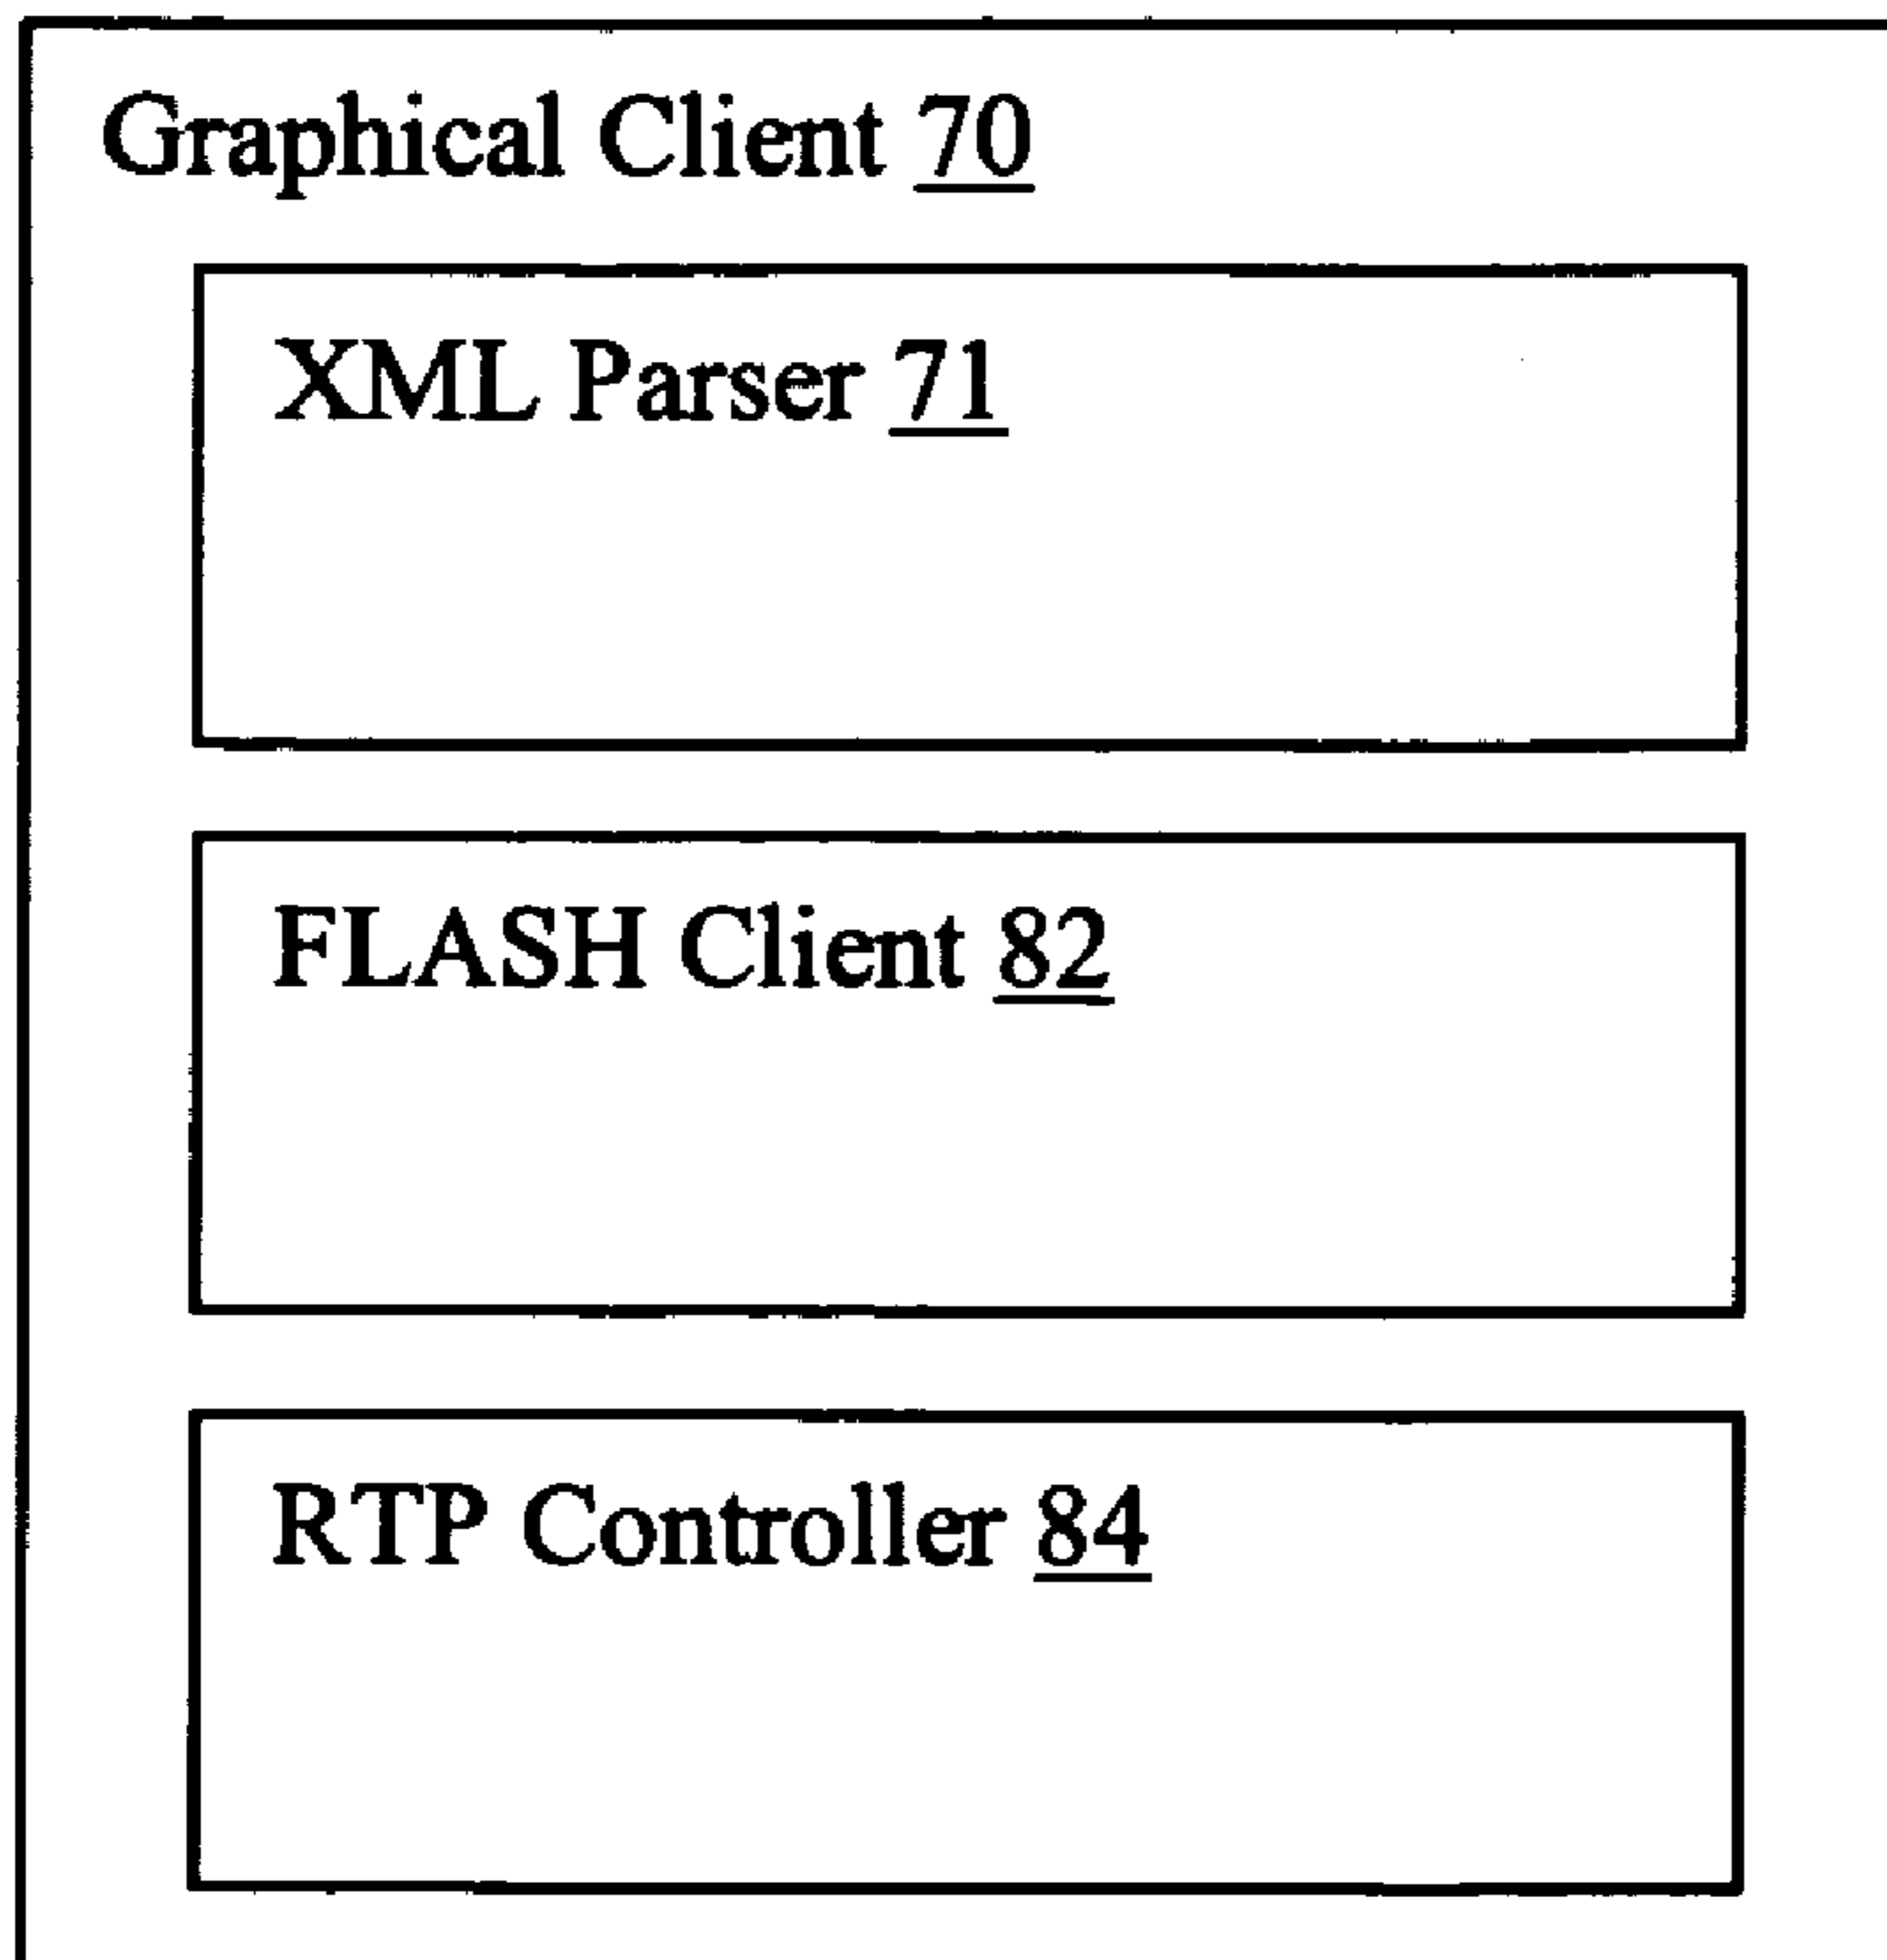 Graphical Client 70
XML Parser 71
FLASH Client 82
RTP Controller 84